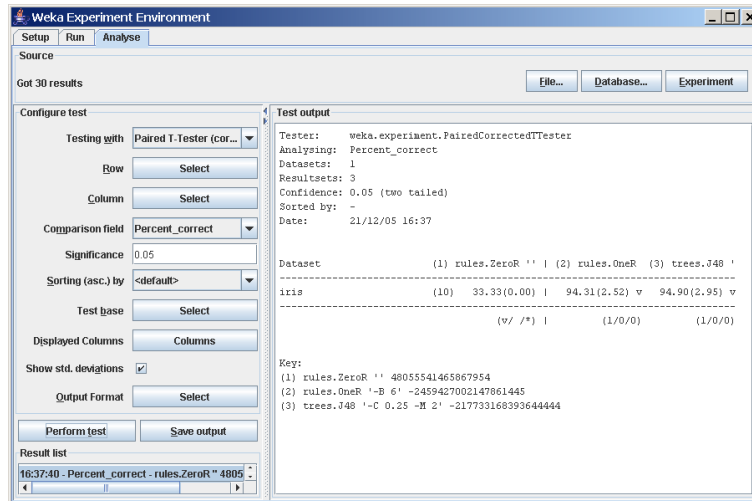 Weka Experiment Environment
Setup Run Analyse
Source
Got 30 results
File... Database... Experiment
Configure test
Testing with Paired T-Tester (cor...
Row Select
Column Select
Comparison field Percent_correct
Significance 0.05
Sorting (asc.) by <default>
Test base Select
Displayed Columns Columns
Show std. deviations
Output Format Select
Perform test Save output
Result list
16:37:40 - Percent_correct - rules.ZeroR '' 4805
Test output
Tester: weka.experiment.PairedCorrectedTTester
Analysing: Percent_correct
Datasets: 1
Resultsets: 3
Confidence: 0.05 (two tailed)
Sorted by: -
Date: 21/12/05 16:37
Dataset (1) rules.ZeroR '' | (2) rules.OneR (3) trees.J48 '
--------------------------------------------------------------------------
iris (10) 33.33(0.00) | 94.31(2.52) v 94.90(2.95) v
--------------------------------------------------------------------------
(v/ /*) | (1/0/0) (1/0/0)
Key:
(1) rules.ZeroR '' 48055541465867954
(2) rules.OneR '-B 6' -2459427002147861445
(3) trees.J48 '-C 0.25 -M 2' -217733168393644444